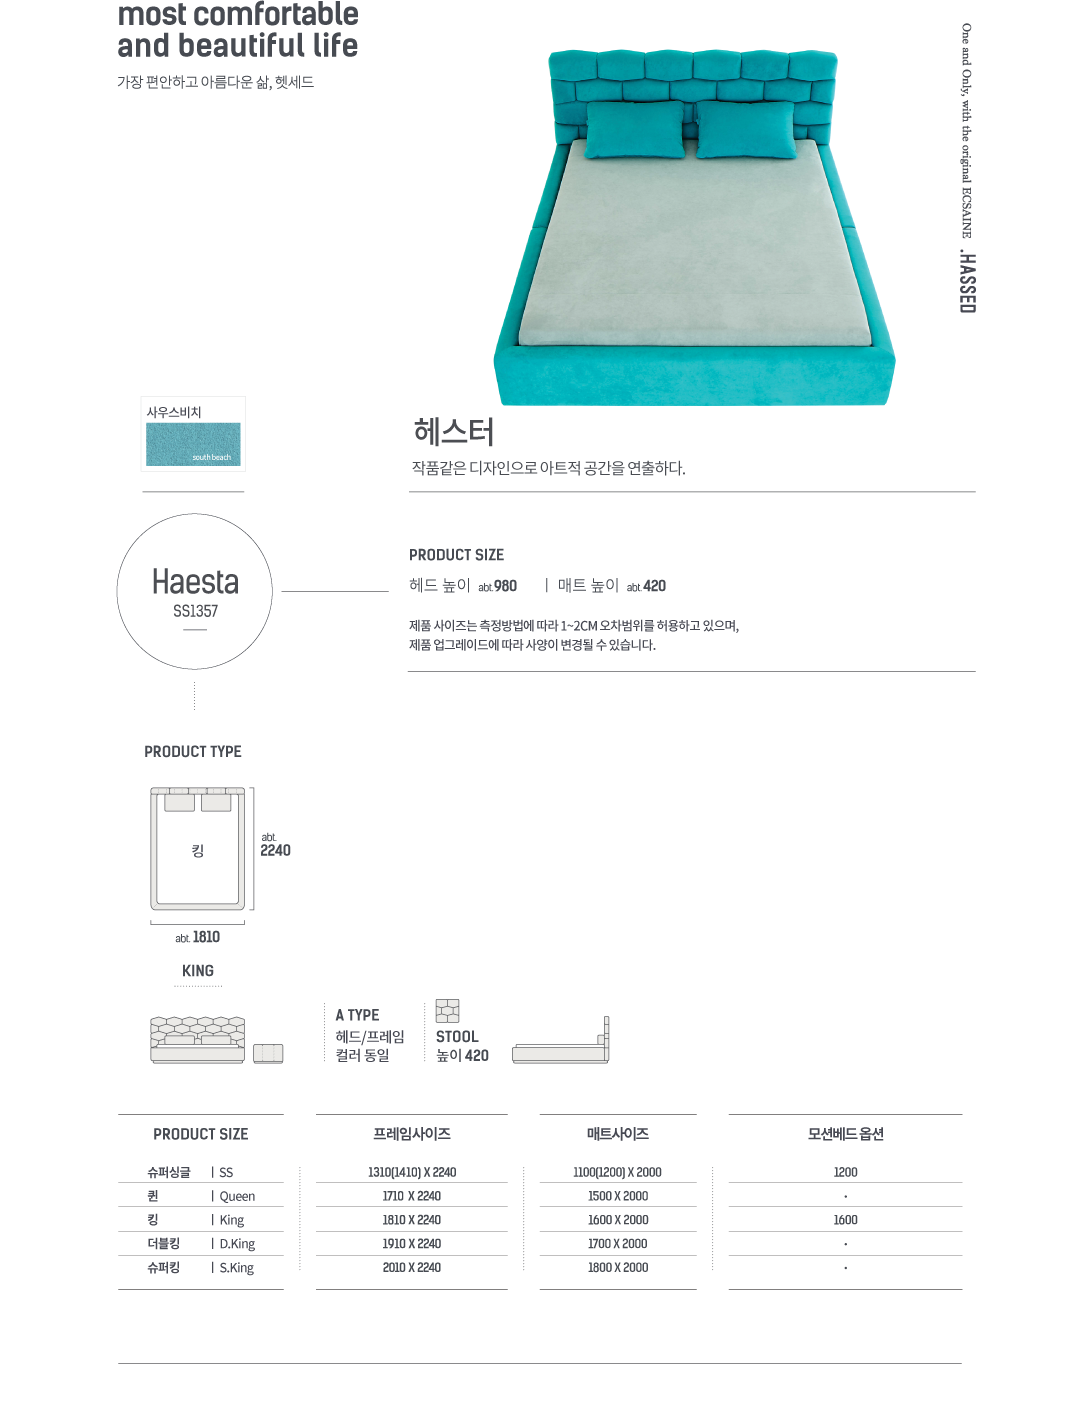 most comfortable
and beautiful life
가장 편안하고 아름다운 삶, 헷세드
One and Only, with the original ECSAINE .HASSED
사우스비치
south beach
헤스터
작품같은 디자인으로 아트적 공간을 연출하다.
Haesta
SS1357
PRODUCT SIZE
헤드 높이 abt.980 | 매트 높이 abt.420
제품 사이즈는 측정방법에 따라 1~2CM 오차범위를 허용하고 있으며,
제품 업그레이드에 따라 사양이 변경될 수 있습니다.
PRODUCT TYPE
킹
abt.
2240
abt. 1810
KING
A TYPE
헤드/프레임
컬러 동일
STOOL
높이 420
PRODUCT SIZE 프레임사이즈 매트사이즈 모션베드 옵션
슈퍼싱글 | SS 1310(1410) X 2240 1100(1200) X 2000 1200
퀸 | Queen 1710 X 2240 1500 X 2000 ·
킹 | King 1810 X 2240 1600 X 2000 1600
더블킹 | D.King 1910 X 2240 1700 X 2000 ·
슈퍼킹 | S.King 2010 X 2240 1800 X 2000 ·